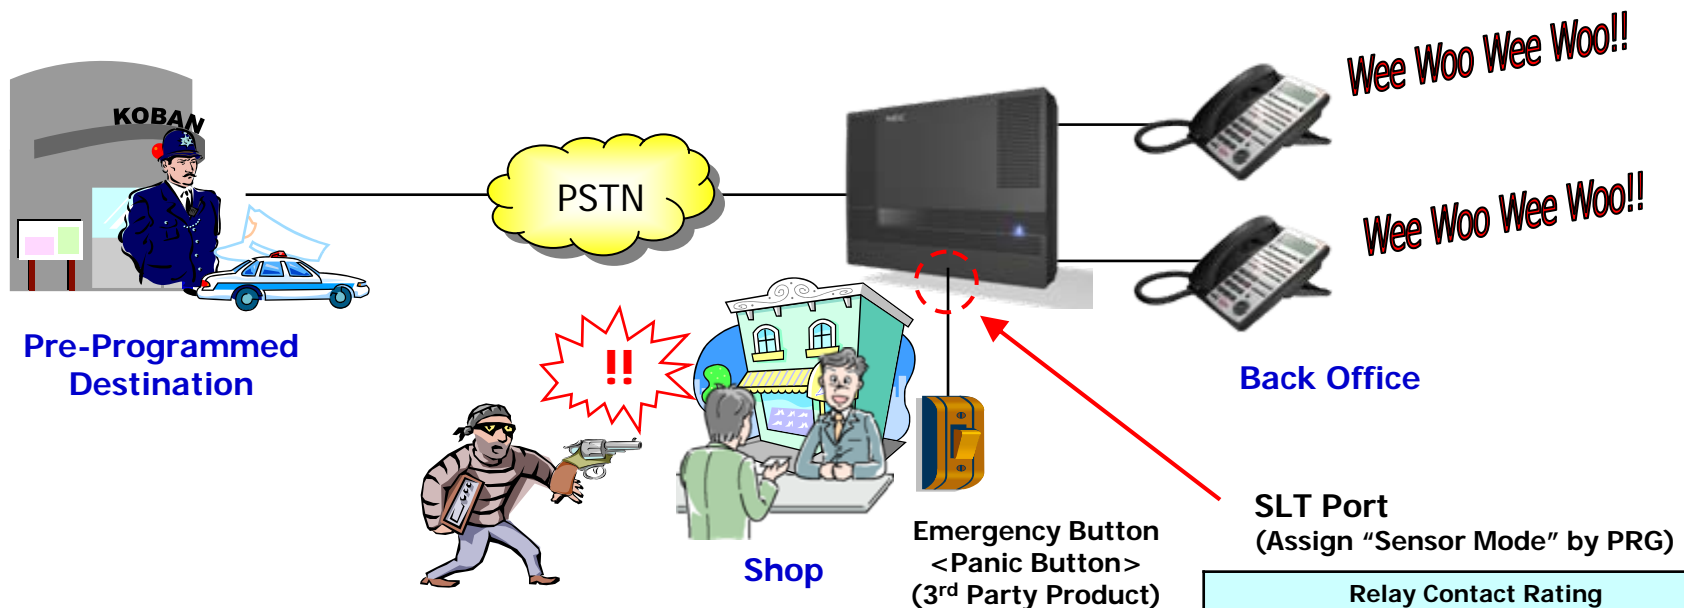 Wee Woo Wee Woo!!
KOBAN
NEC
PSTN
Wee Woo Wee Woo!!
!!
Pre-Programmed
Destination
Back Office
Shop
Emergency Button
<Panic Button>
(3rd Party Product)
SLT Port
(Assign “Sensor Mode” by PRG)
Relay Contact Rating